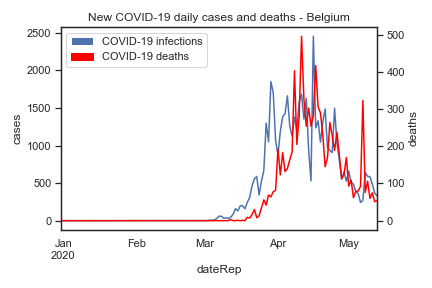 New COVID-19 daily cases and deaths - Belgium
COVID-19 infections
COVID-19 deaths
2500
2000
1500
1000
500
0
cases
500
400
300
200
100
0
deaths
Jan Feb Mar Apr May
2020
dateRep